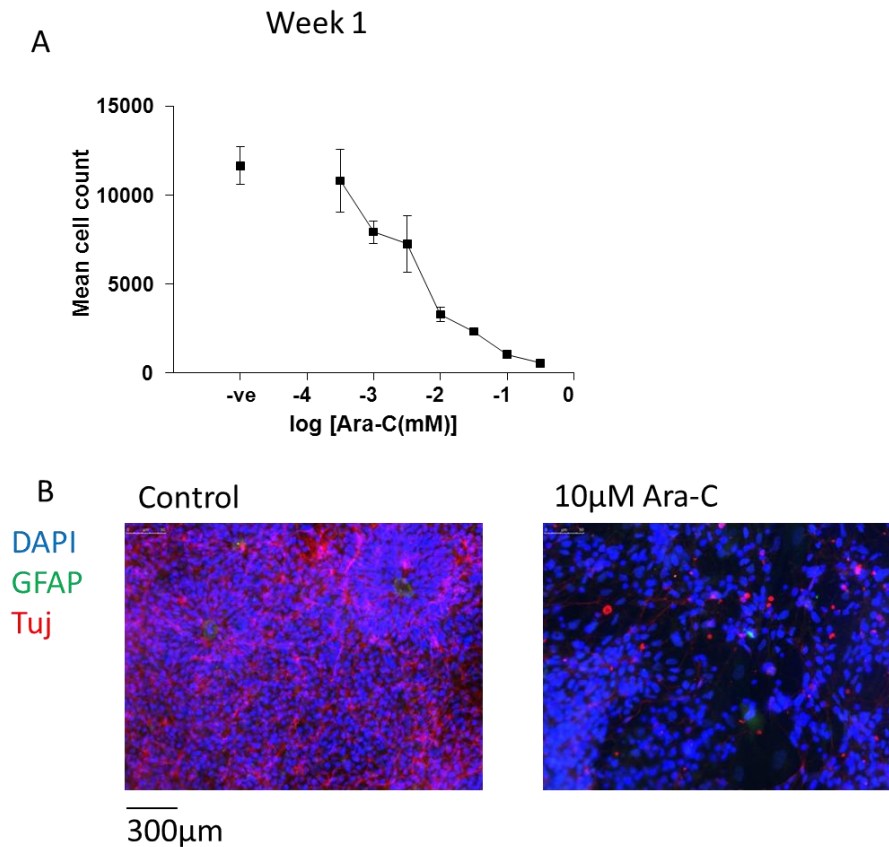 Week 1
A
15000
10000
5000
0
Mean cell count
-ve -4 -3 -2 -1 0
log [Ara-C(mM)]
B
Control
10µM Ara-C
DAPI
GFAP
Tuj
300µm